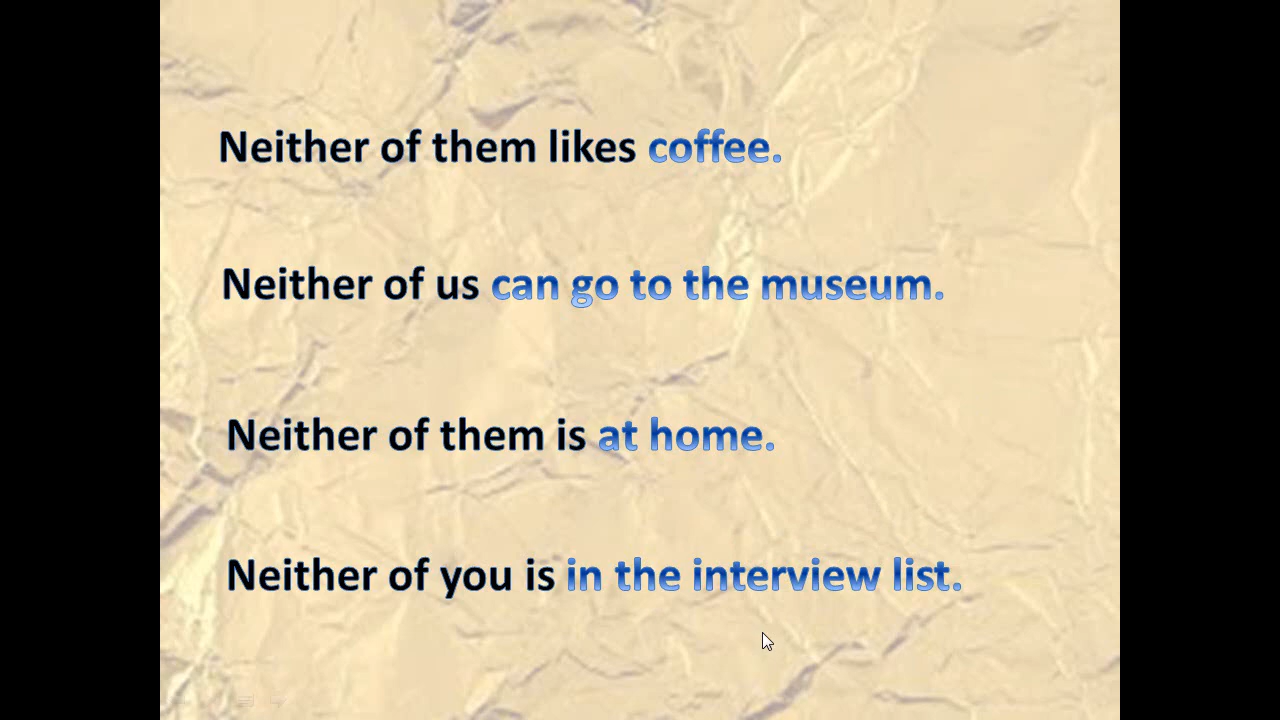 Neither of them likes coffee.
Neither of us can go to the museum.
Neither of them is at home.
Neither of you is in the interview list.